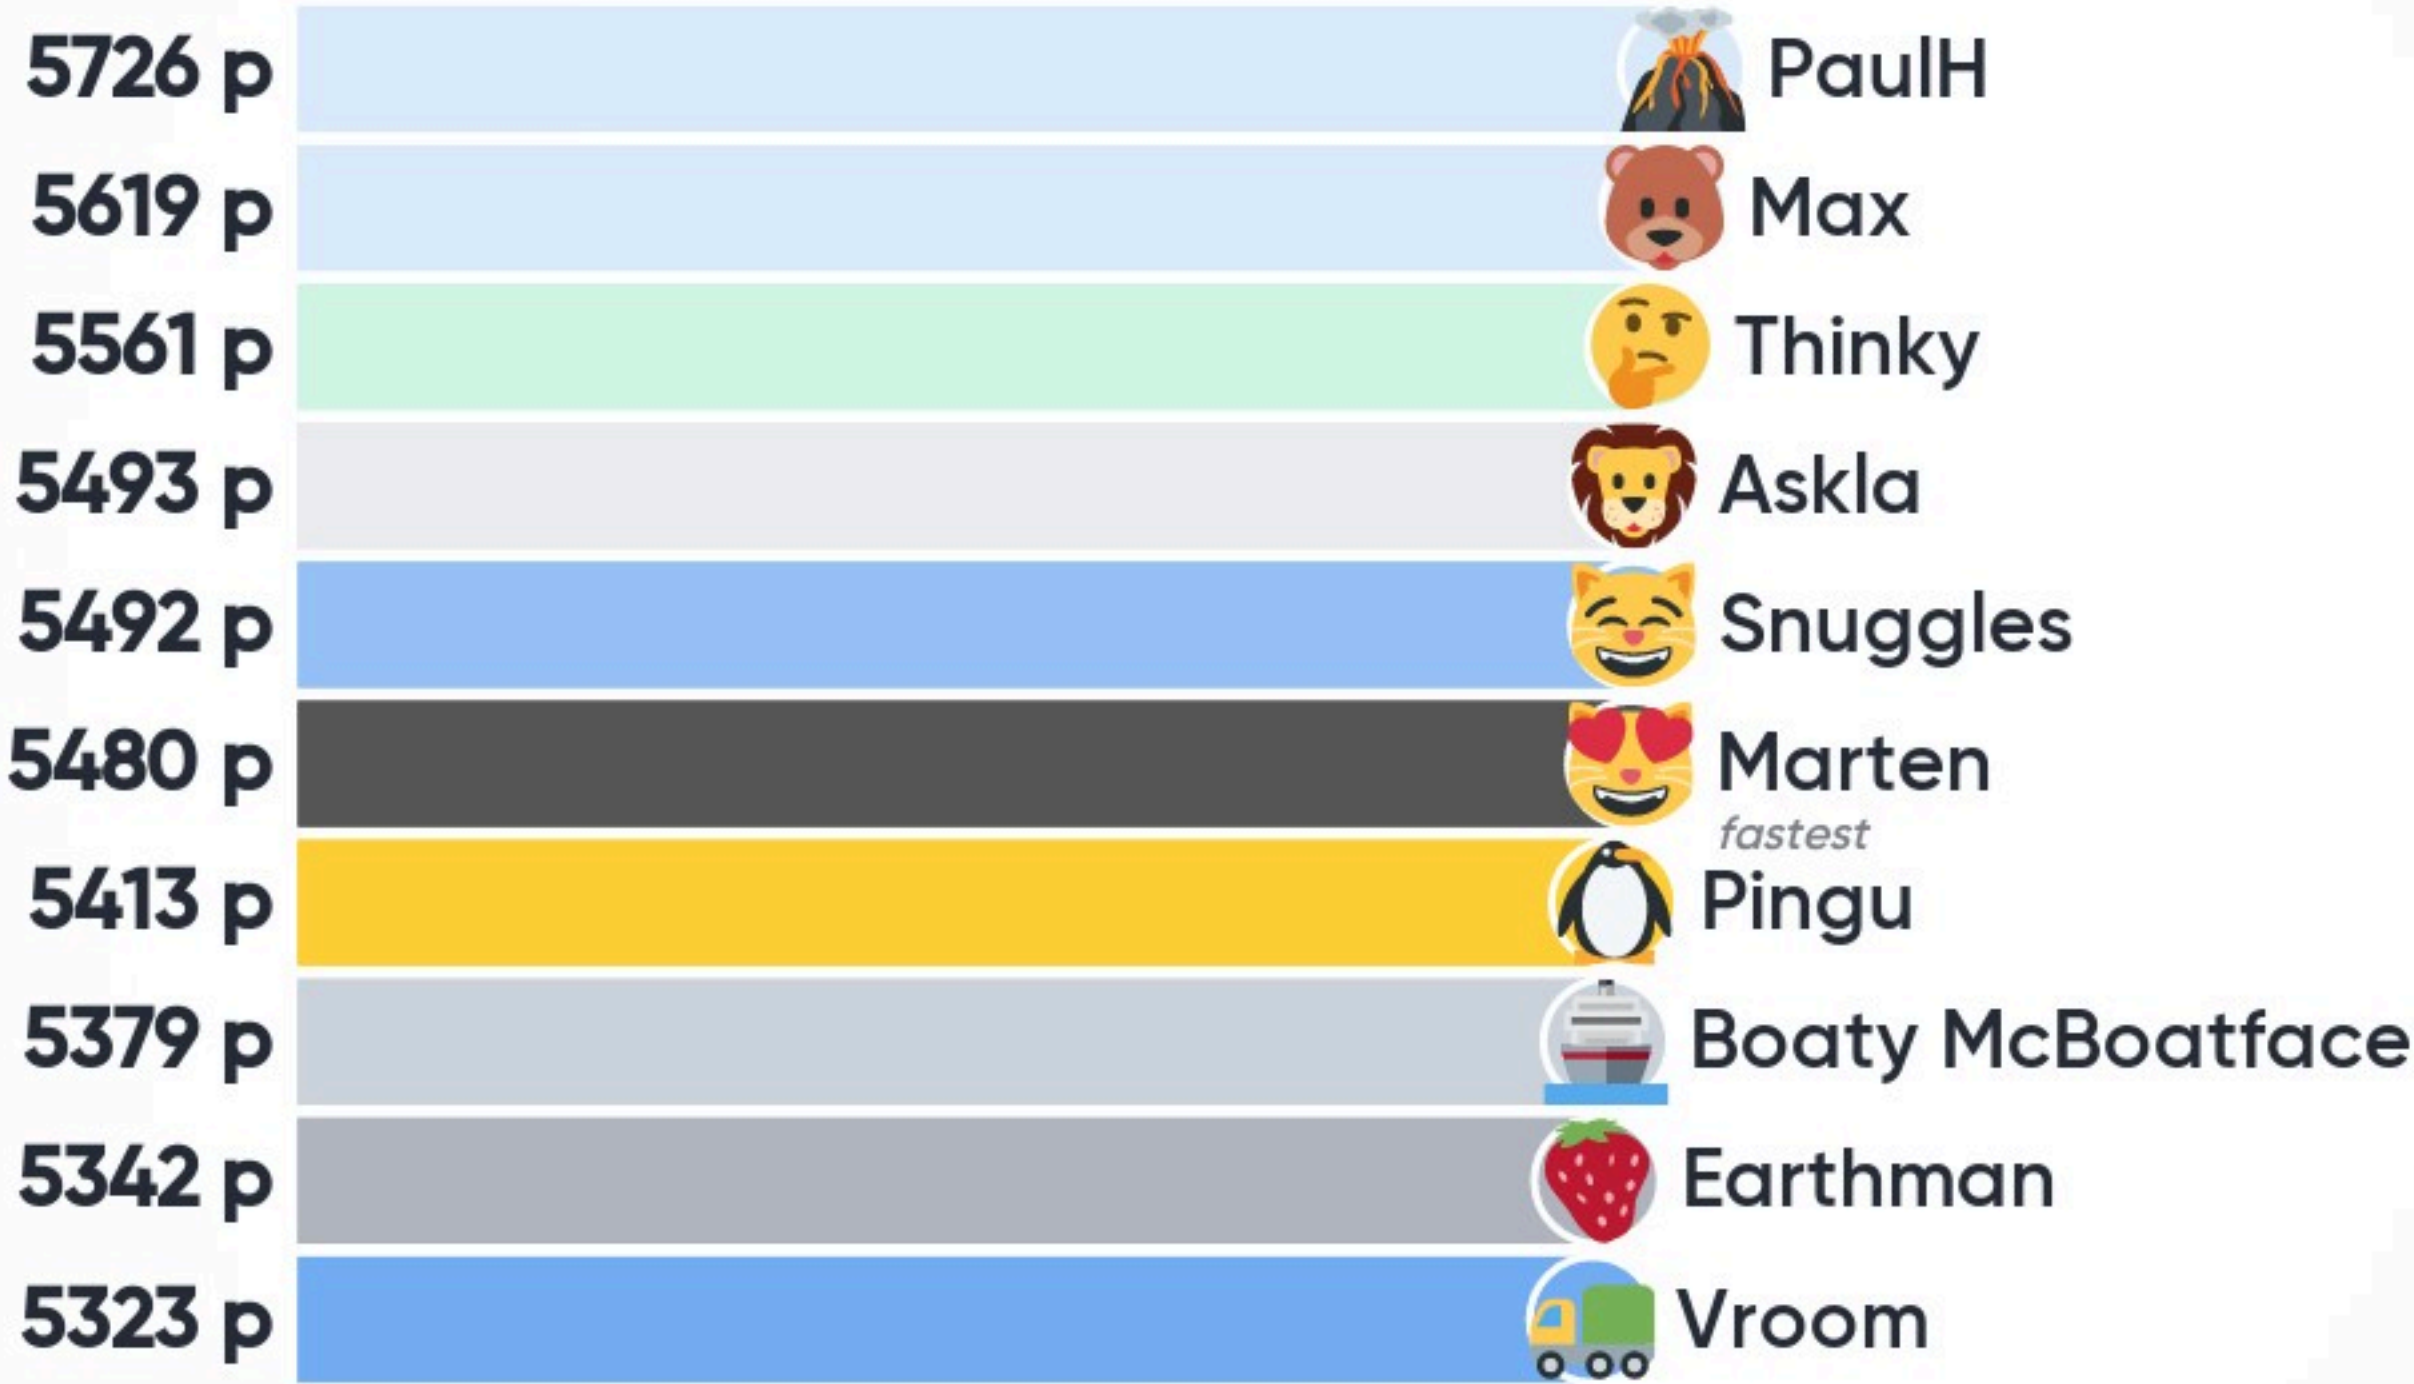 5726 p PaulH
5619 p Max
5561 p Thinky
5493 p Askla
5492 p Snuggles
5480 p Marten
fastest
5413 p Pingu
5379 p Boaty McBoatface
5342 p Earthman
5323 p Vroom